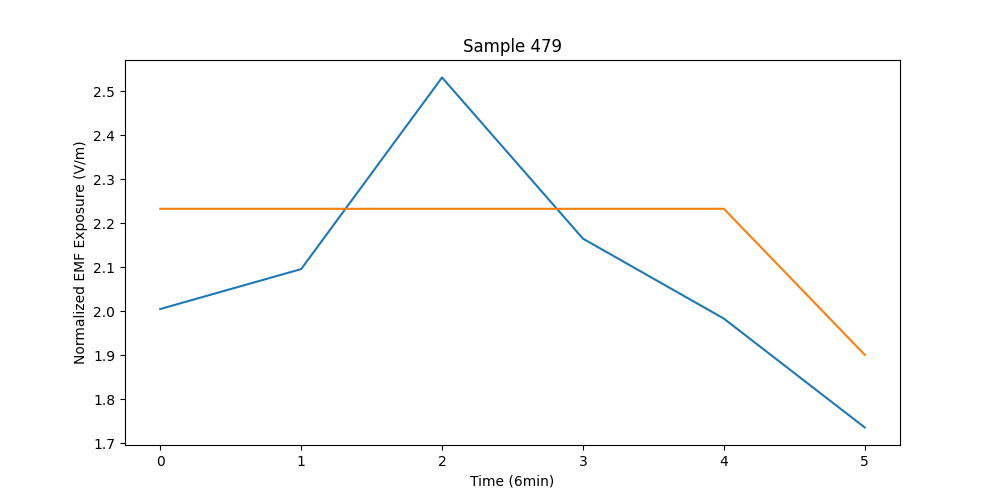 Sample 479
Normalized EMF Exposure (V/m)
2.5
2.4
2.3
2.2
2.1
2.0
1.9
1.8
1.7
0 1 2 3 4 5
Time (6min)